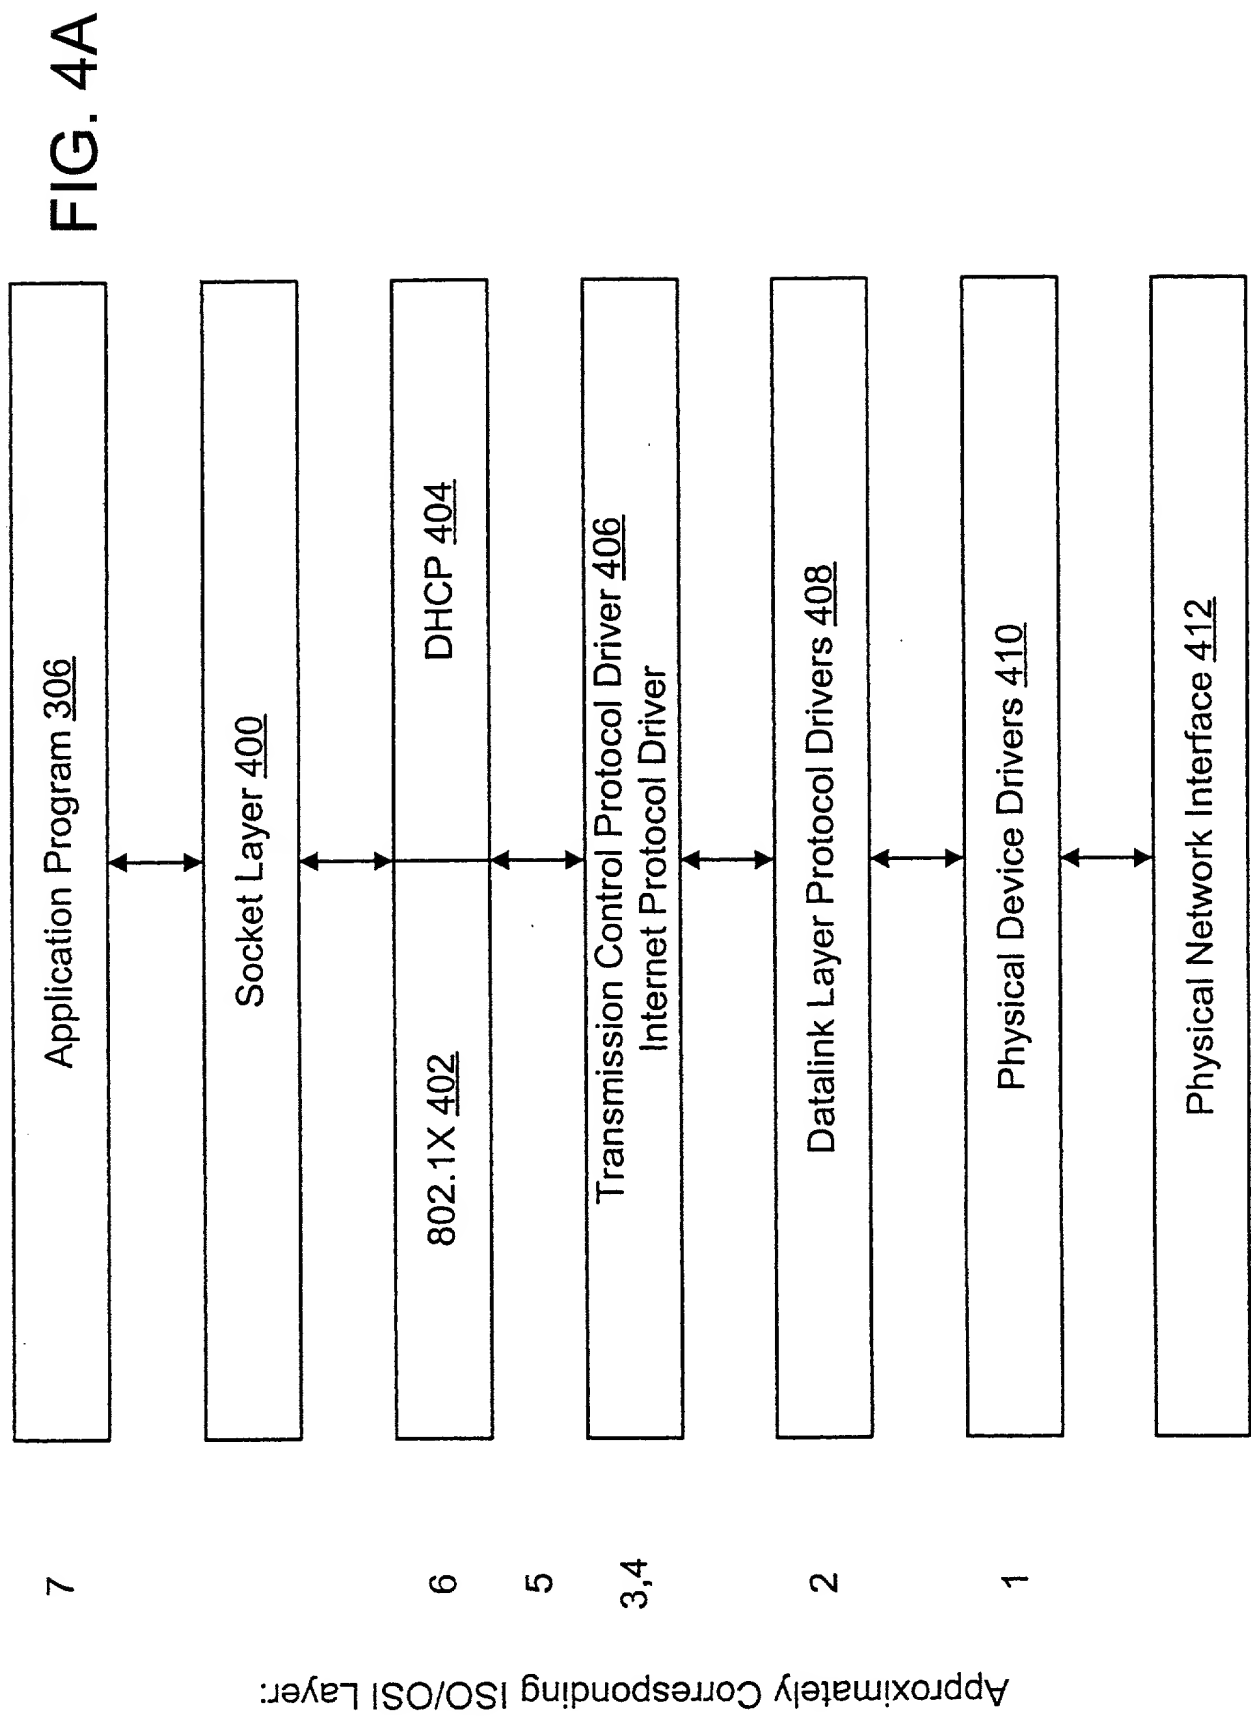 FIG. 4A
Approximately Corresponding ISO/OSI Layer:
7
Application Program 306
Socket Layer 400
6
802.1X 402
DHCP 404
5
3,4
Transmission Control Protocol Driver 406
Internet Protocol Driver
2
Datalink Layer Protocol Drivers 408
1
Physical Device Drivers 410
Physical Network Interface 412